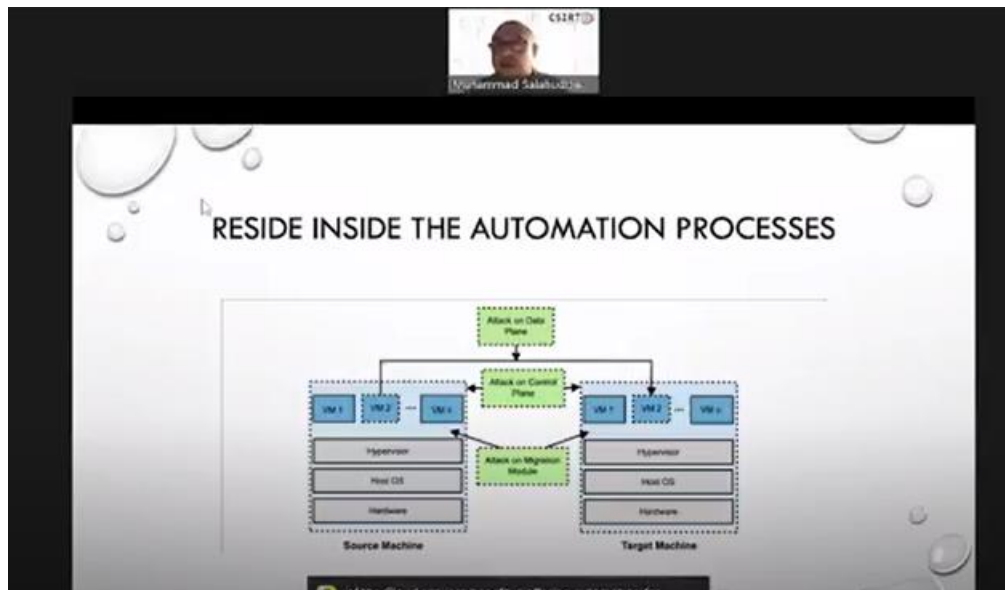 CSIRT
Muhammad Salahuddie
RESIDE INSIDE THE AUTOMATION PROCESSES
Attack on Data
Plane
Attack on Control
Plane
VM 1
VM 2
...
VM n
VM 1
VM 2
...
VM n
Attack on Migration
Module
Hypervisor
Host OS
Hardware
Hypervisor
Host OS
Hardware
Source Machine
Target Machine